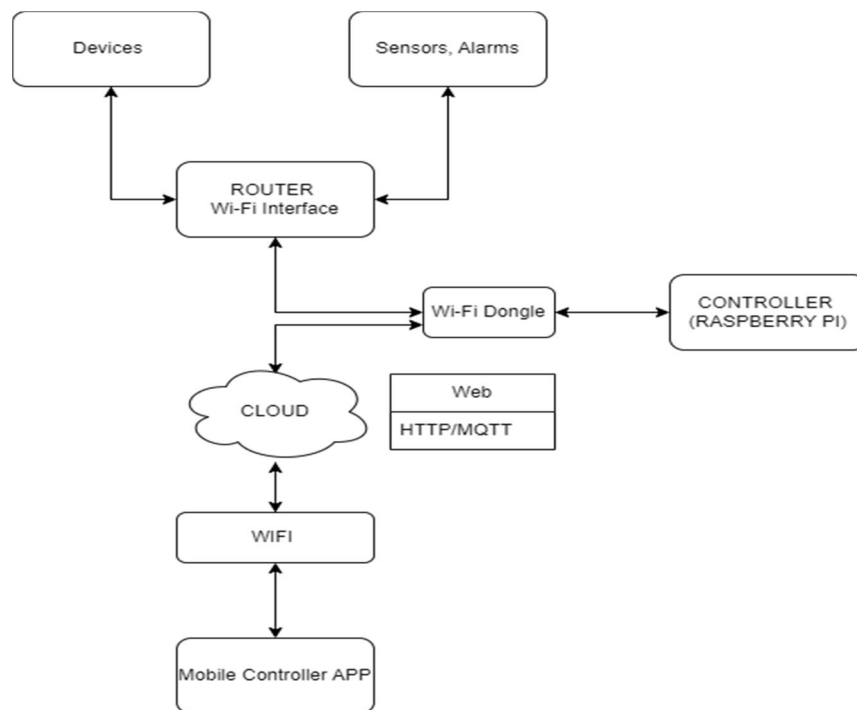 Devices
Sensors, Alarms
ROUTER
Wi-Fi Interface
Wi-Fi Dongle
CONTROLLER
(RASPBERRY PI)
CLOUD
Web
HTTP/MQTT
WIFI
Mobile Controller APP